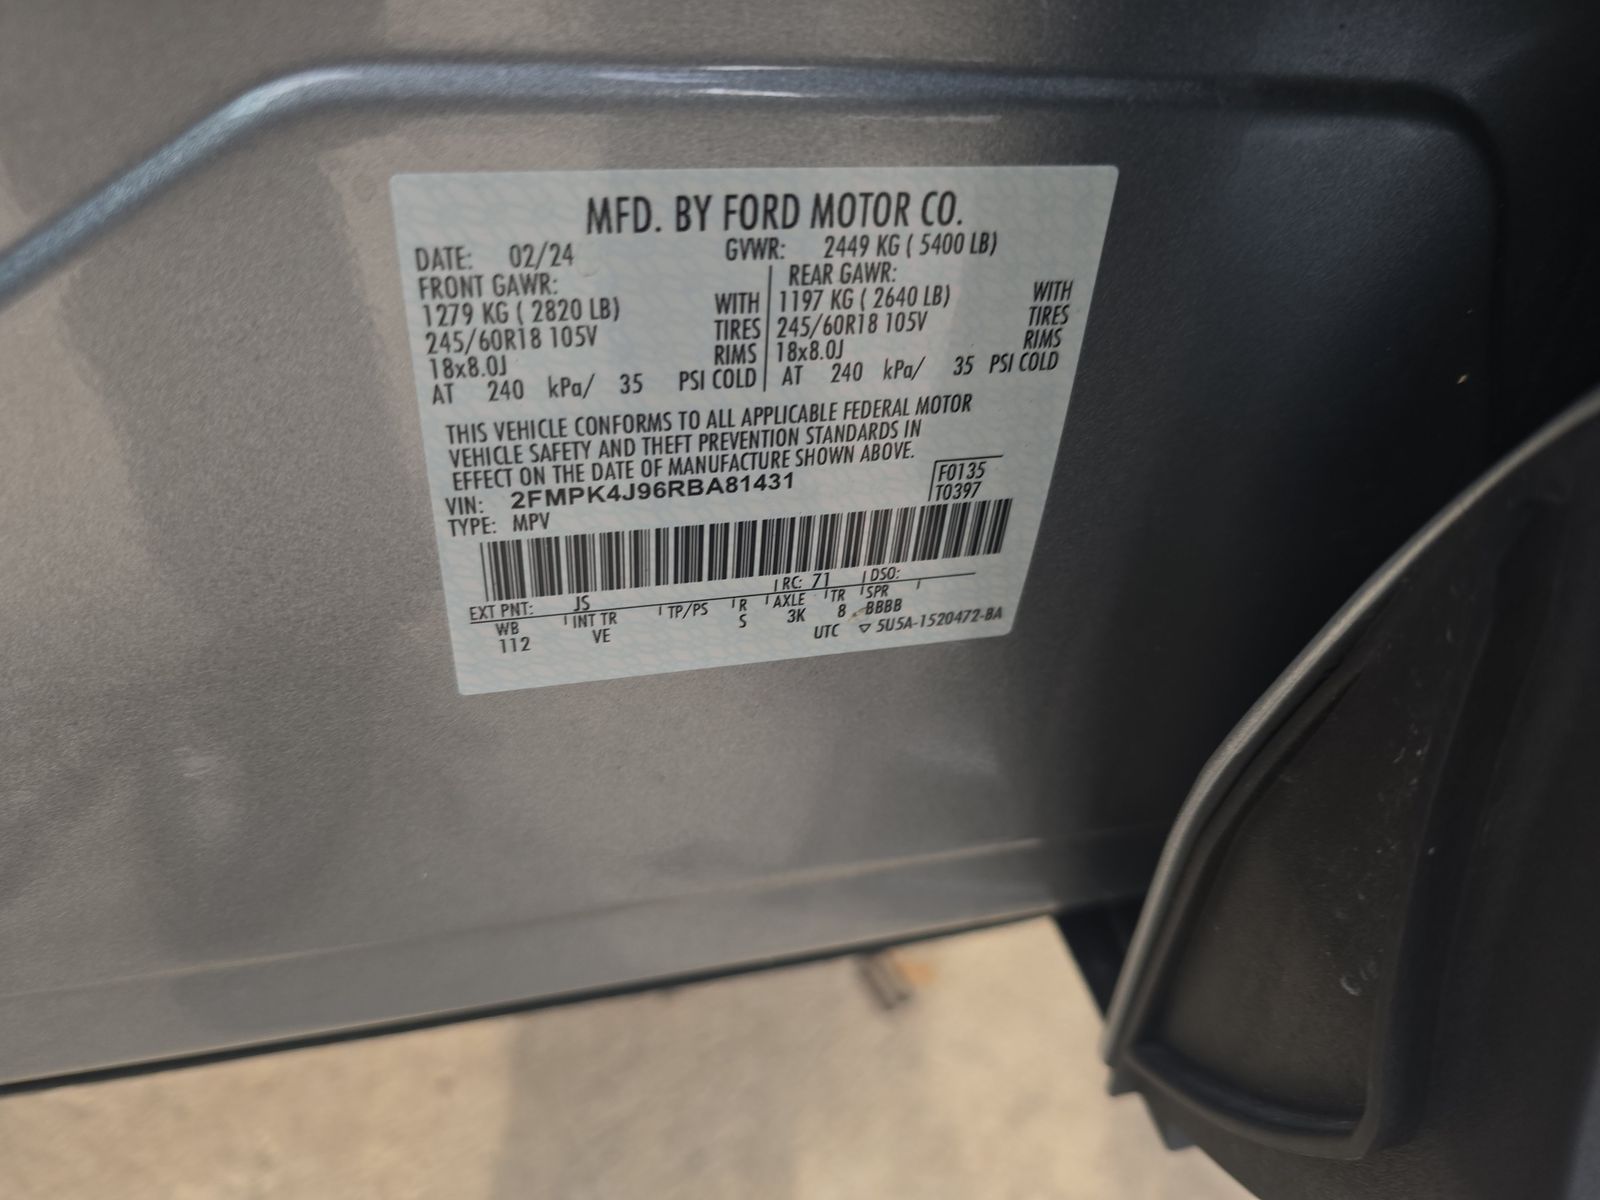 MFD. BY FORD MOTOR CO.
DATE: 02/24 GVWR: 2449 KG ( 5400 LB)
FRONT GAWR: REAR GAWR:
1279 KG ( 2820 LB) WITH 1197 KG ( 2640 LB) WITH
245/60R18 105V TIRES 245/60R18 105V TIRES
18x8.0J RIMS 18x8.0J RIMS
AT 240 kPa/ 35 PSI COLD AT 240 kPa/ 35 PSI COLD
THIS VEHICLE CONFORMS TO ALL APPLICABLE FEDERAL MOTOR
VEHICLE SAFETY AND THEFT PREVENTION STANDARDS IN
EFFECT ON THE DATE OF MANUFACTURE SHOWN ABOVE.
VIN: 2FMPK4J96RBA81431 F0135
TYPE: MPV T0397
EXT PNT: JS RC: 71 DSO:
WB INT TR TP/PS R AXLE TR SPR
112 VE S 3K 8 BBBB
UTC ▽ 5U5A-1520472-BA